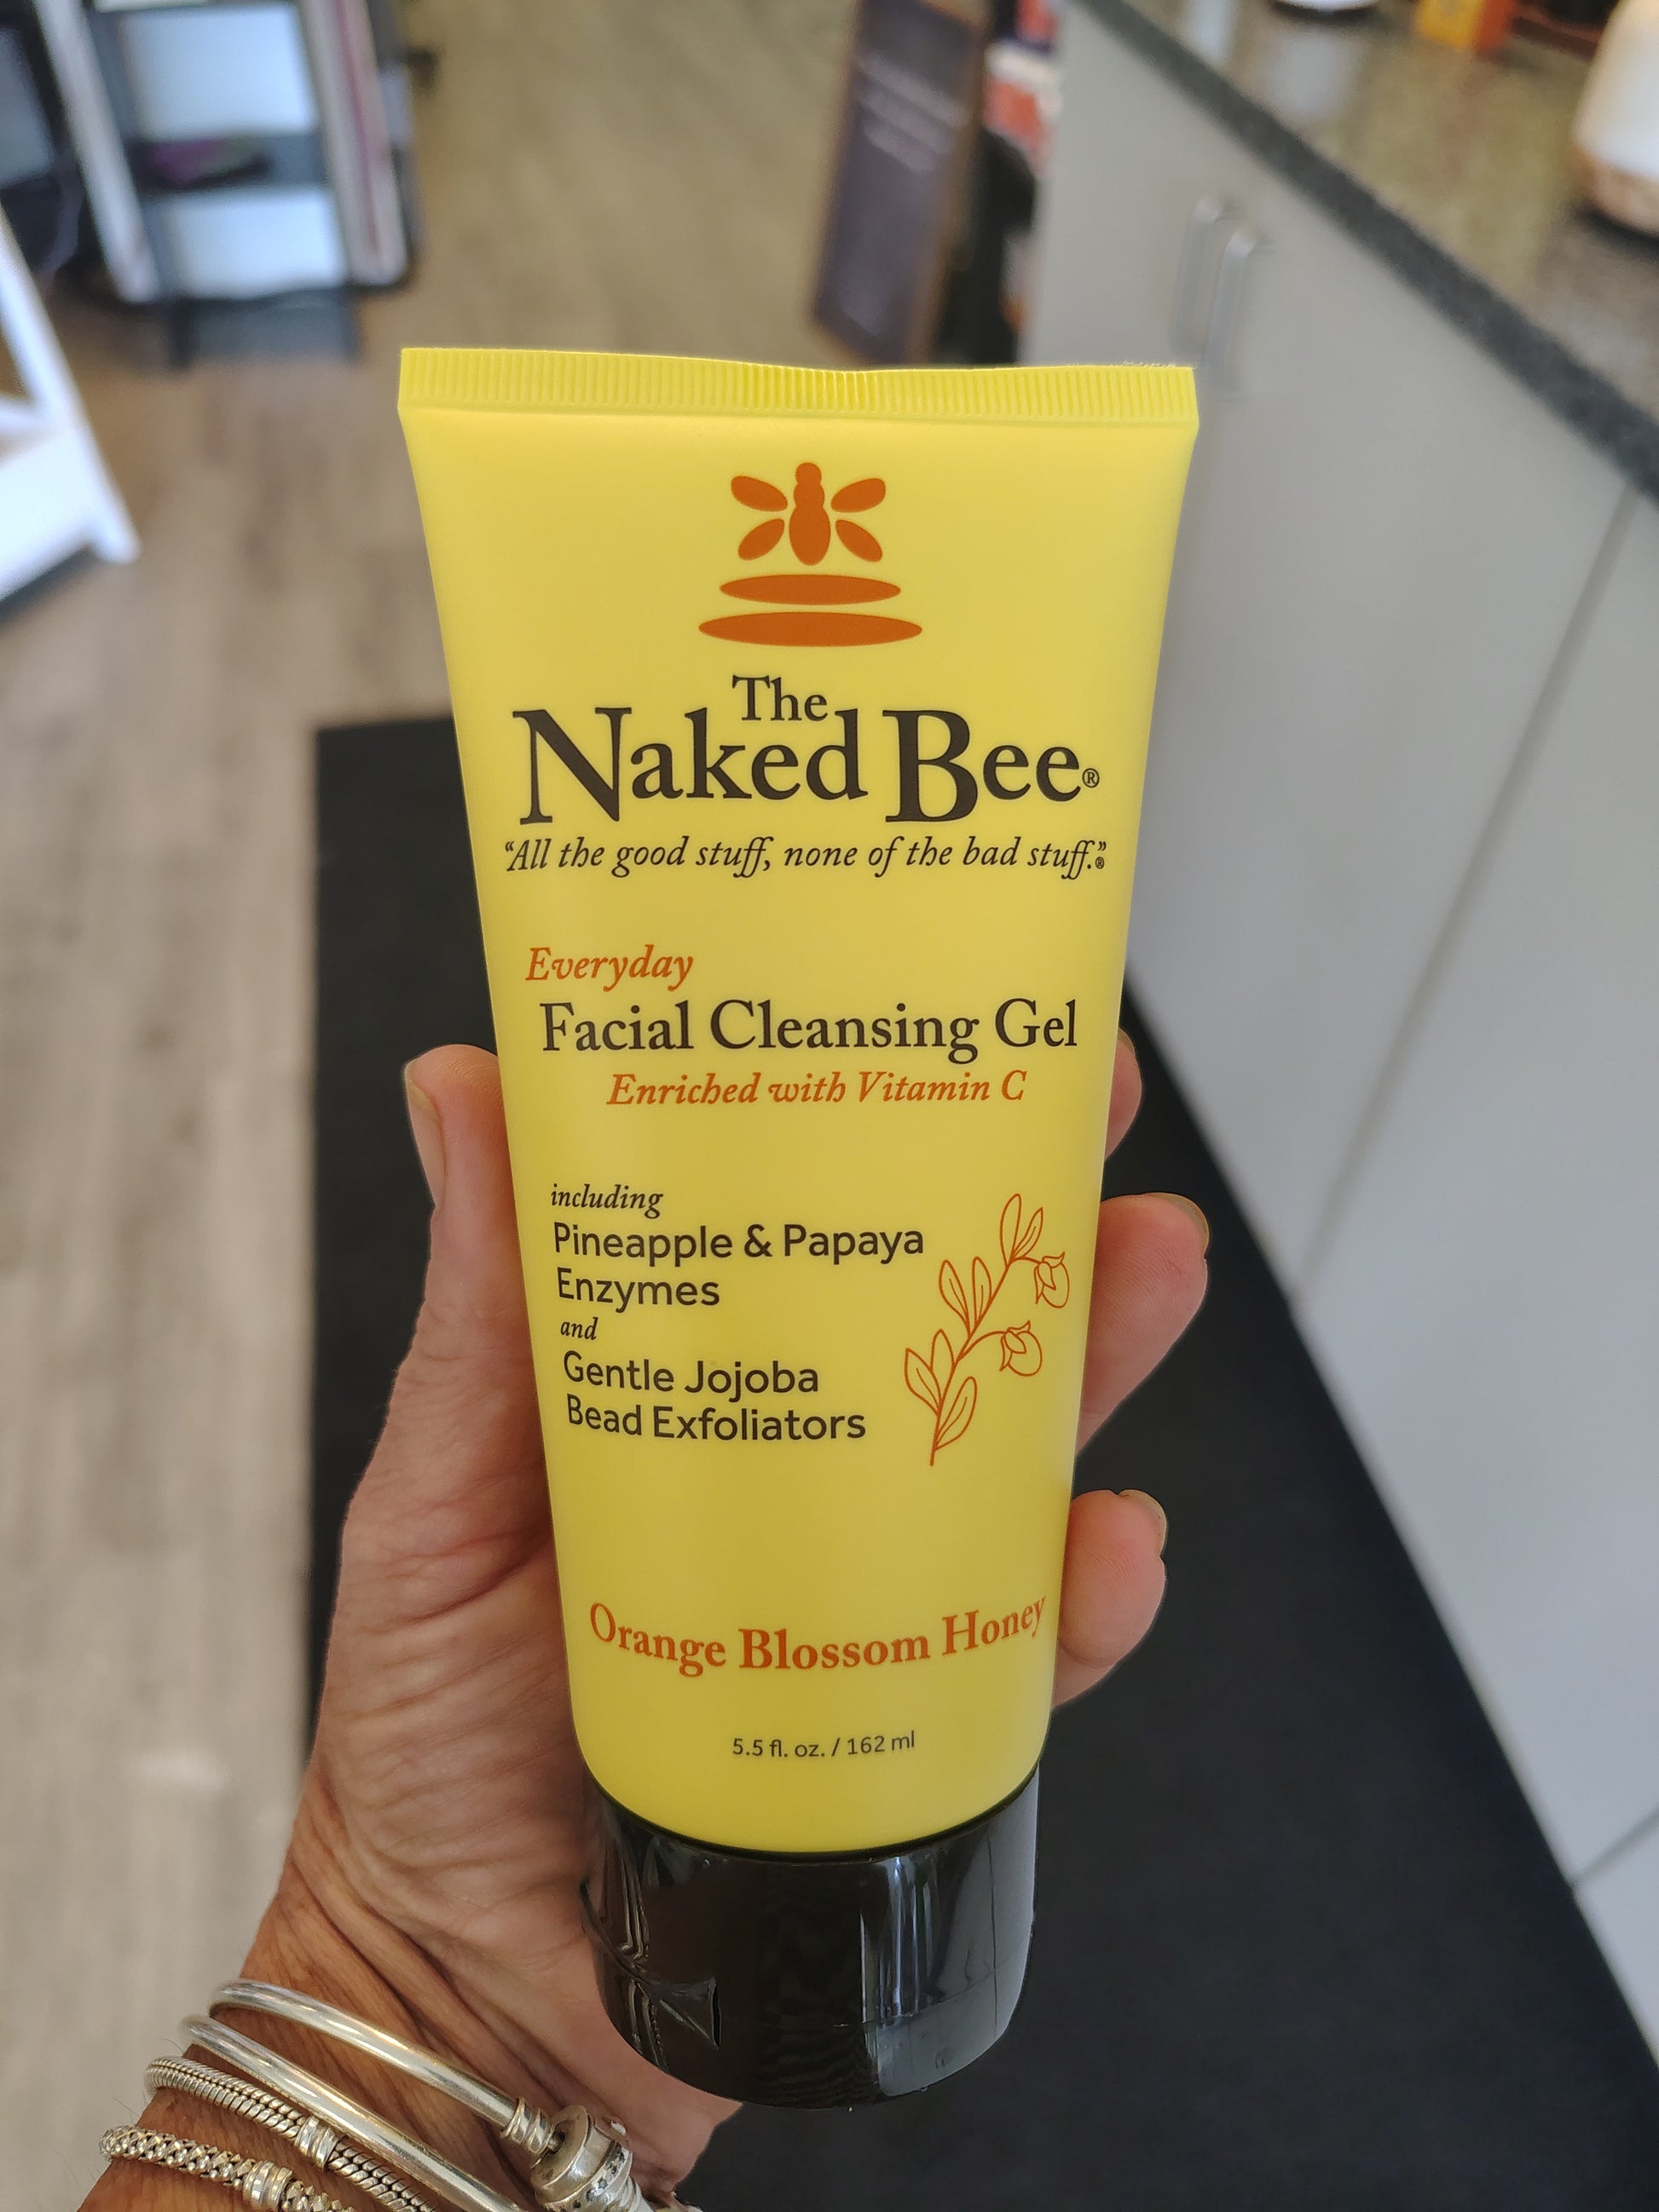 The
Naked Bee®
“All the good stuff, none of the bad stuff.”®
Everyday
Facial Cleansing Gel
Enriched with Vitamin C
including
Pineapple & Papaya
Enzymes
and
Gentle Jojoba
Bead Exfoliators
Orange Blossom Honey
5.5 fl. oz. / 162 ml